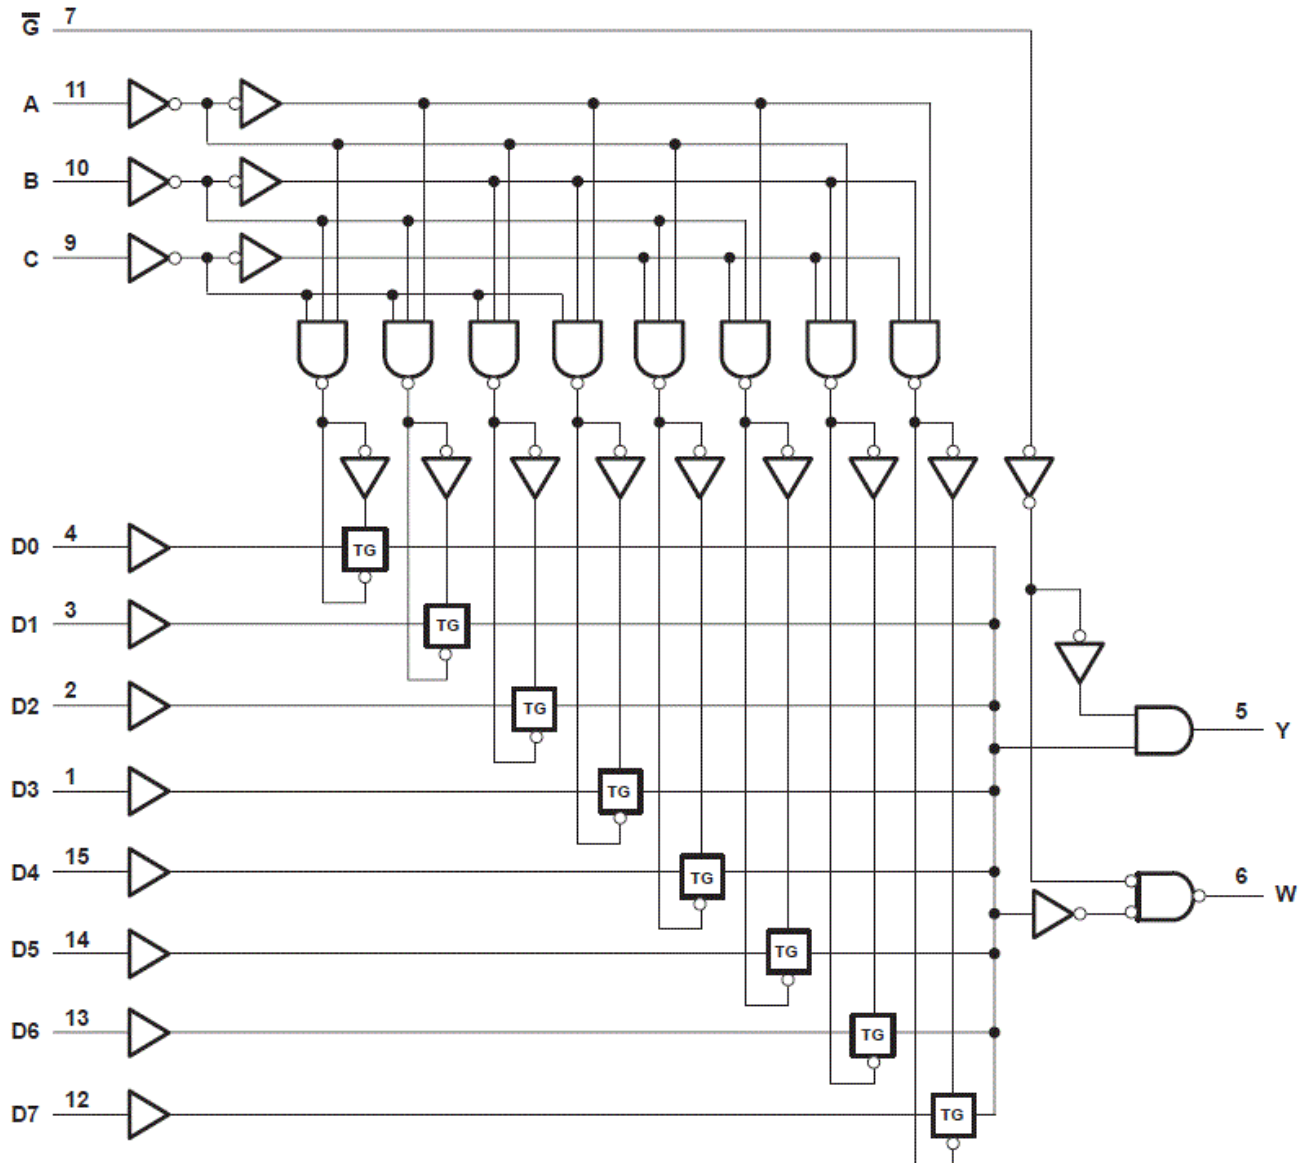 G̅ 7
A 11
B 10
C 9
D0 4
TG
D1 3
TG
D2 2
TG
5 Y
D3 1
TG
D4 15
TG
6 W
D5 14
TG
D6 13
TG
D7 12
TG